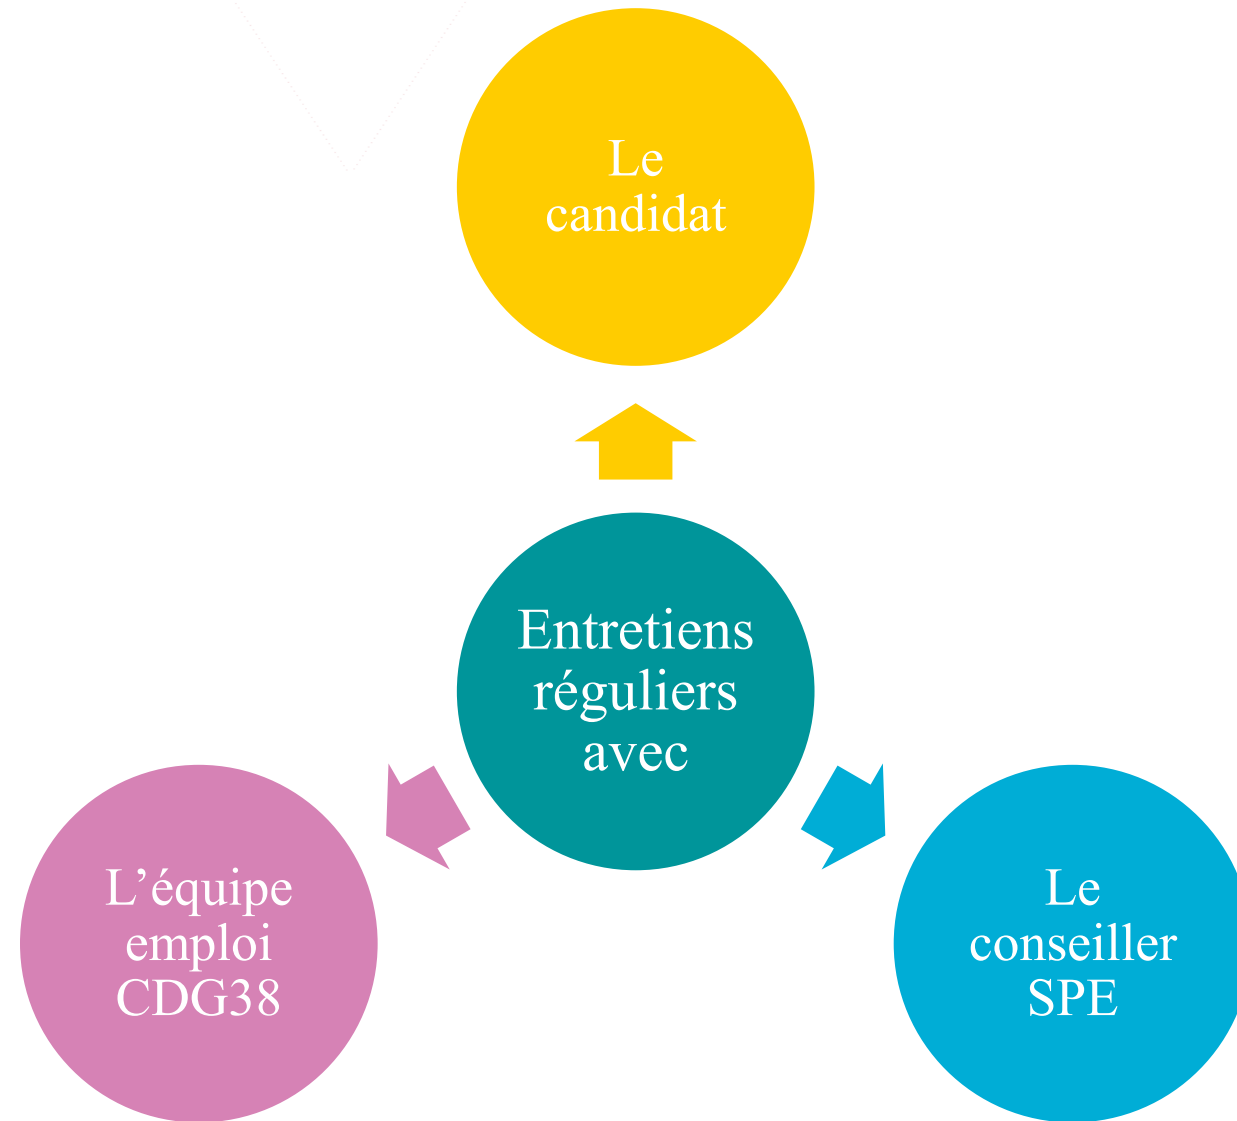 Le
candidat
Entretiens
réguliers
avec
L’équipe
emploi
CDG38
Le
conseiller
SPE